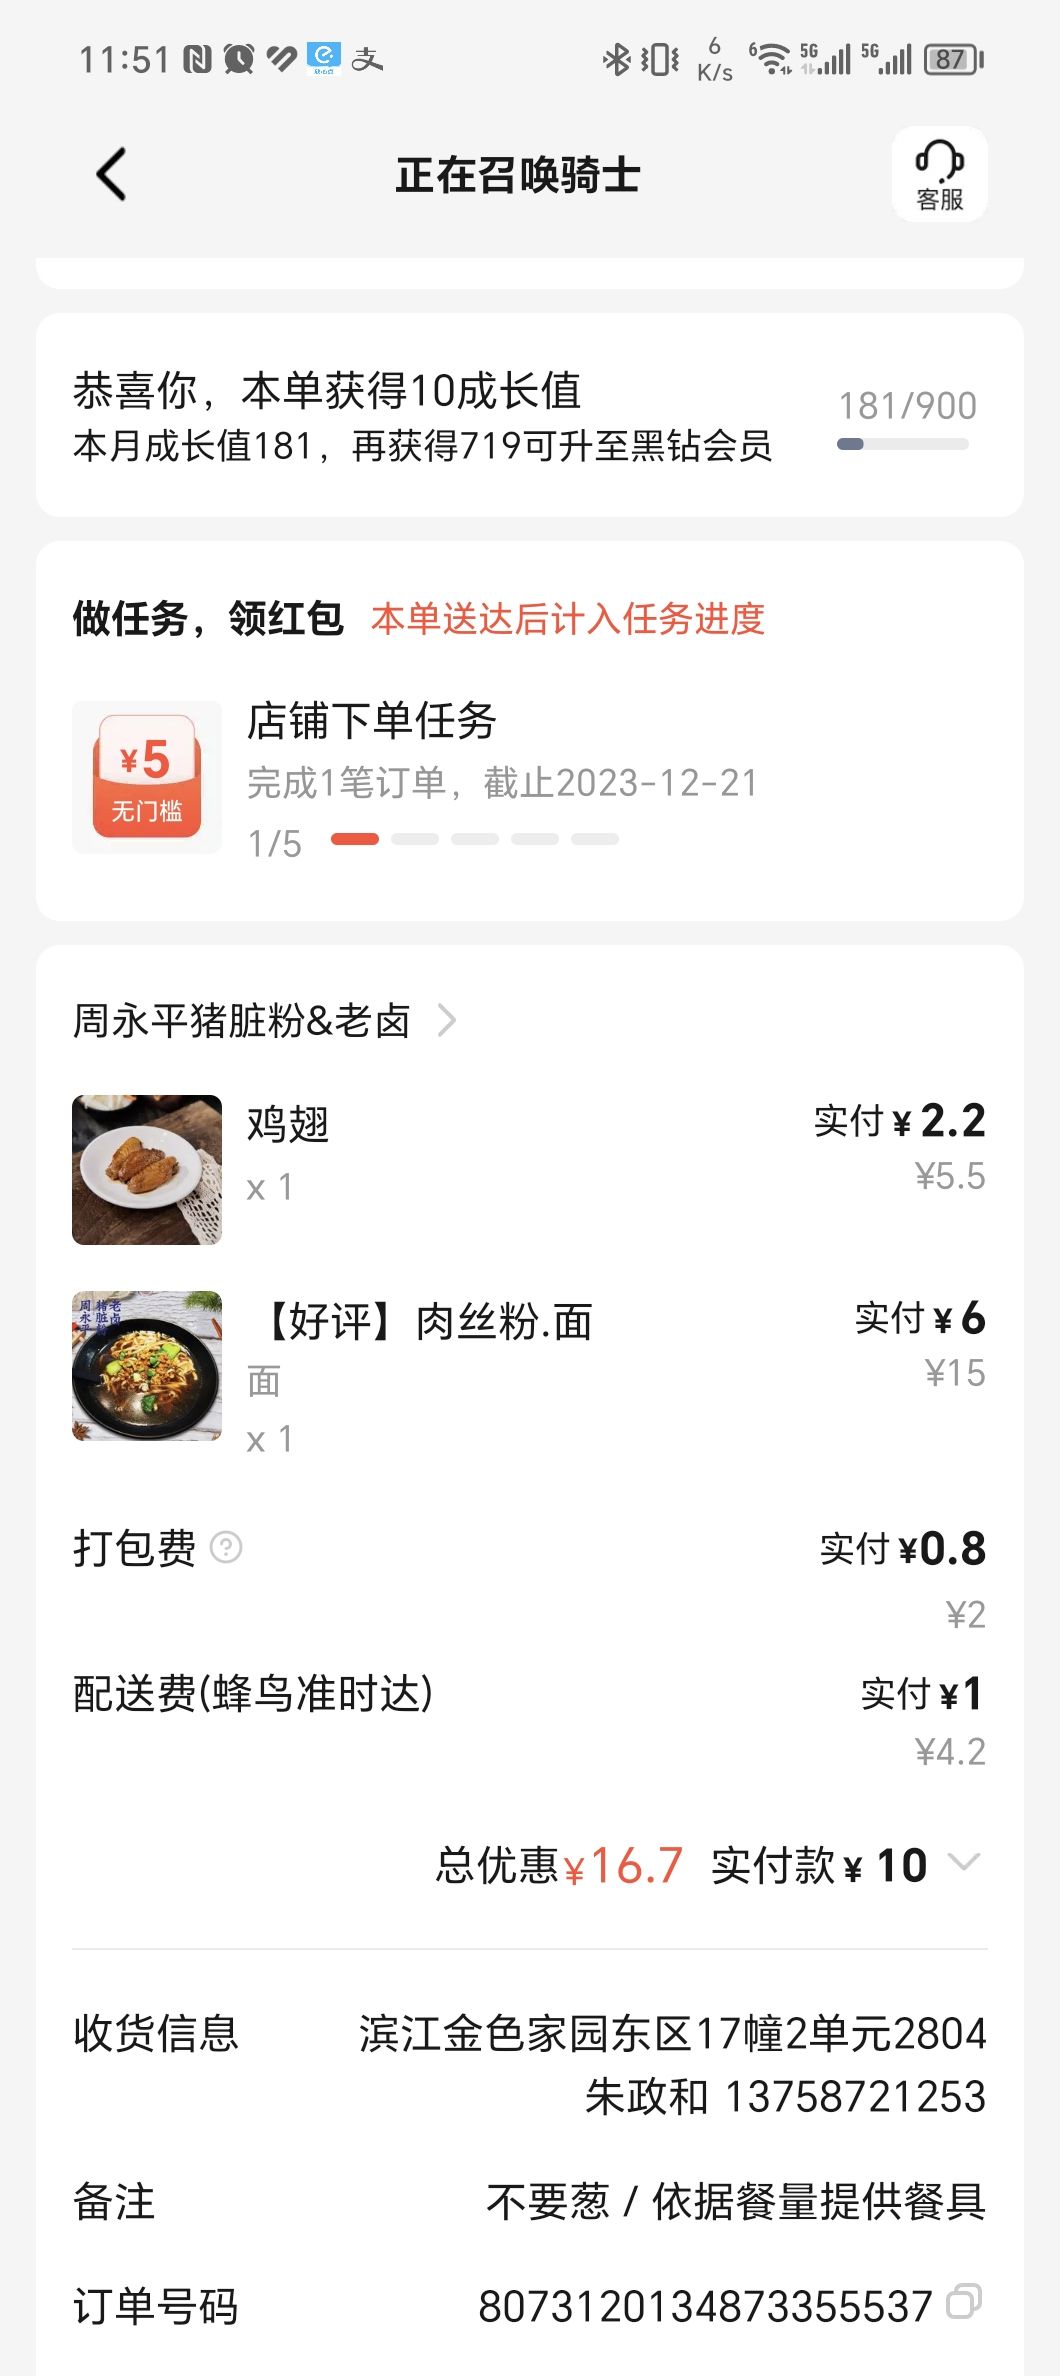 11:51
6
K/s
6
5G
5G
87
正在召唤骑士
客服
恭喜你，本单获得10成长值
181/900
本月成长值181，再获得719可升至黑钻会员
做任务，领红包 本单送达后计入任务进度
¥5
无门槛
店铺下单任务
完成1笔订单，截止2023-12-21
1/5
周永平猪脏粉&老卤
鸡翅
实付 ¥ 2.2
x 1
¥5.5
周永平
猪脏粉
老卤
【好评】肉丝粉.面
实付 ¥ 6
面
¥15
x 1
打包费 ?
实付 ¥0.8
¥2
配送费(蜂鸟准时达)
实付 ¥1
¥4.2
总优惠¥16.7 实付款 ¥ 10
收货信息
滨江金色家园东区17幢2单元2804
朱政和 13758721253
备注
不要葱 / 依据餐量提供餐具
订单号码
8073120134873355537